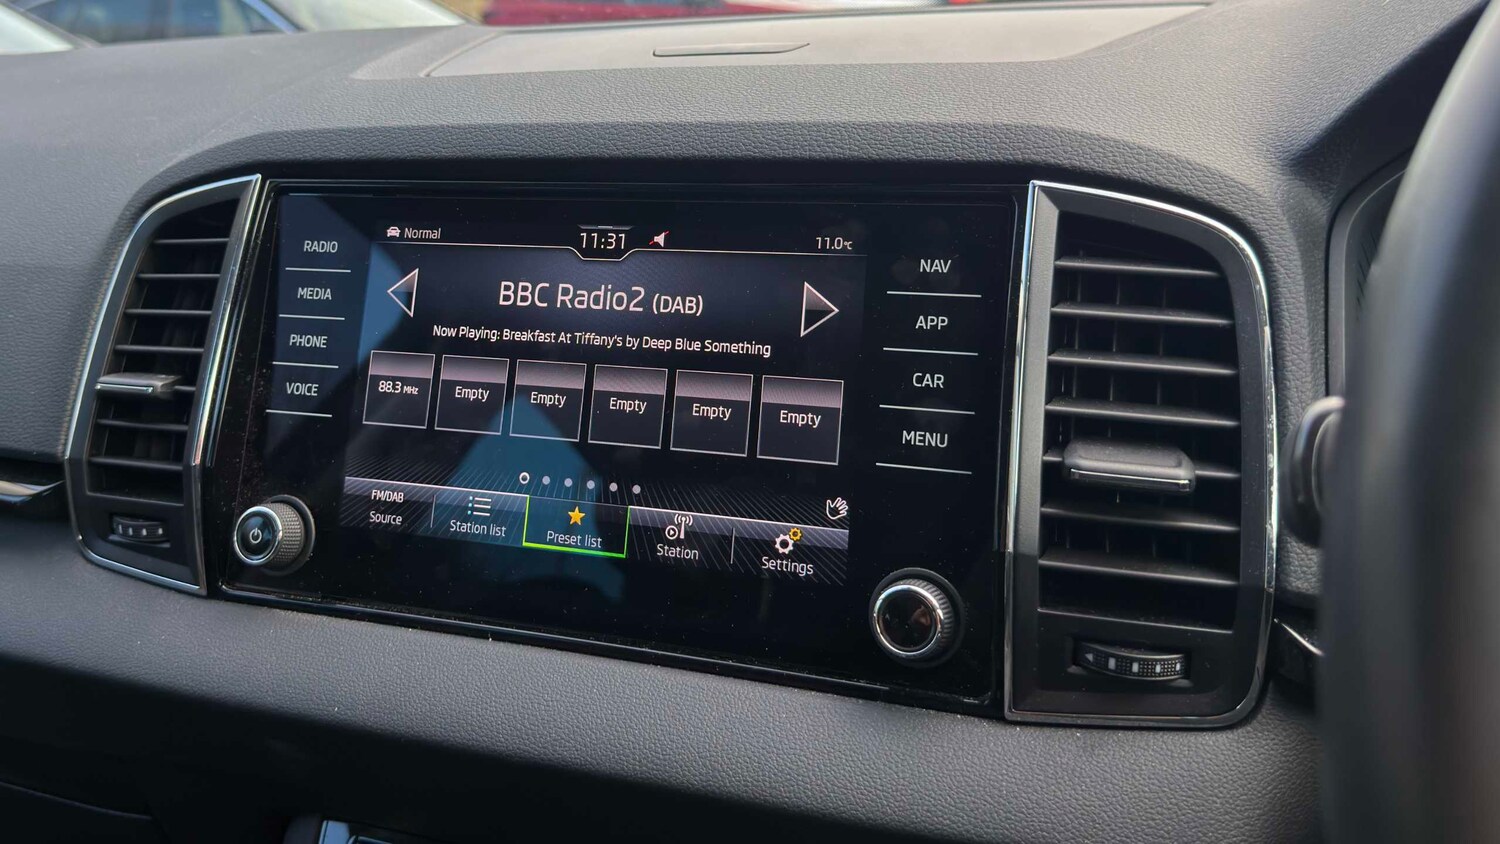 RADIO
MEDIA
PHONE
VOICE
Normal
11:31
11.0°C
BBC Radio2 (DAB)
Now Playing: Breakfast At Tiffany's by Deep Blue Something
88.3 MHz
Empty
Empty
Empty
Empty
Empty
FM/DAB
Source
Station list
Preset list
Station
Settings
NAV
APP
CAR
MENU